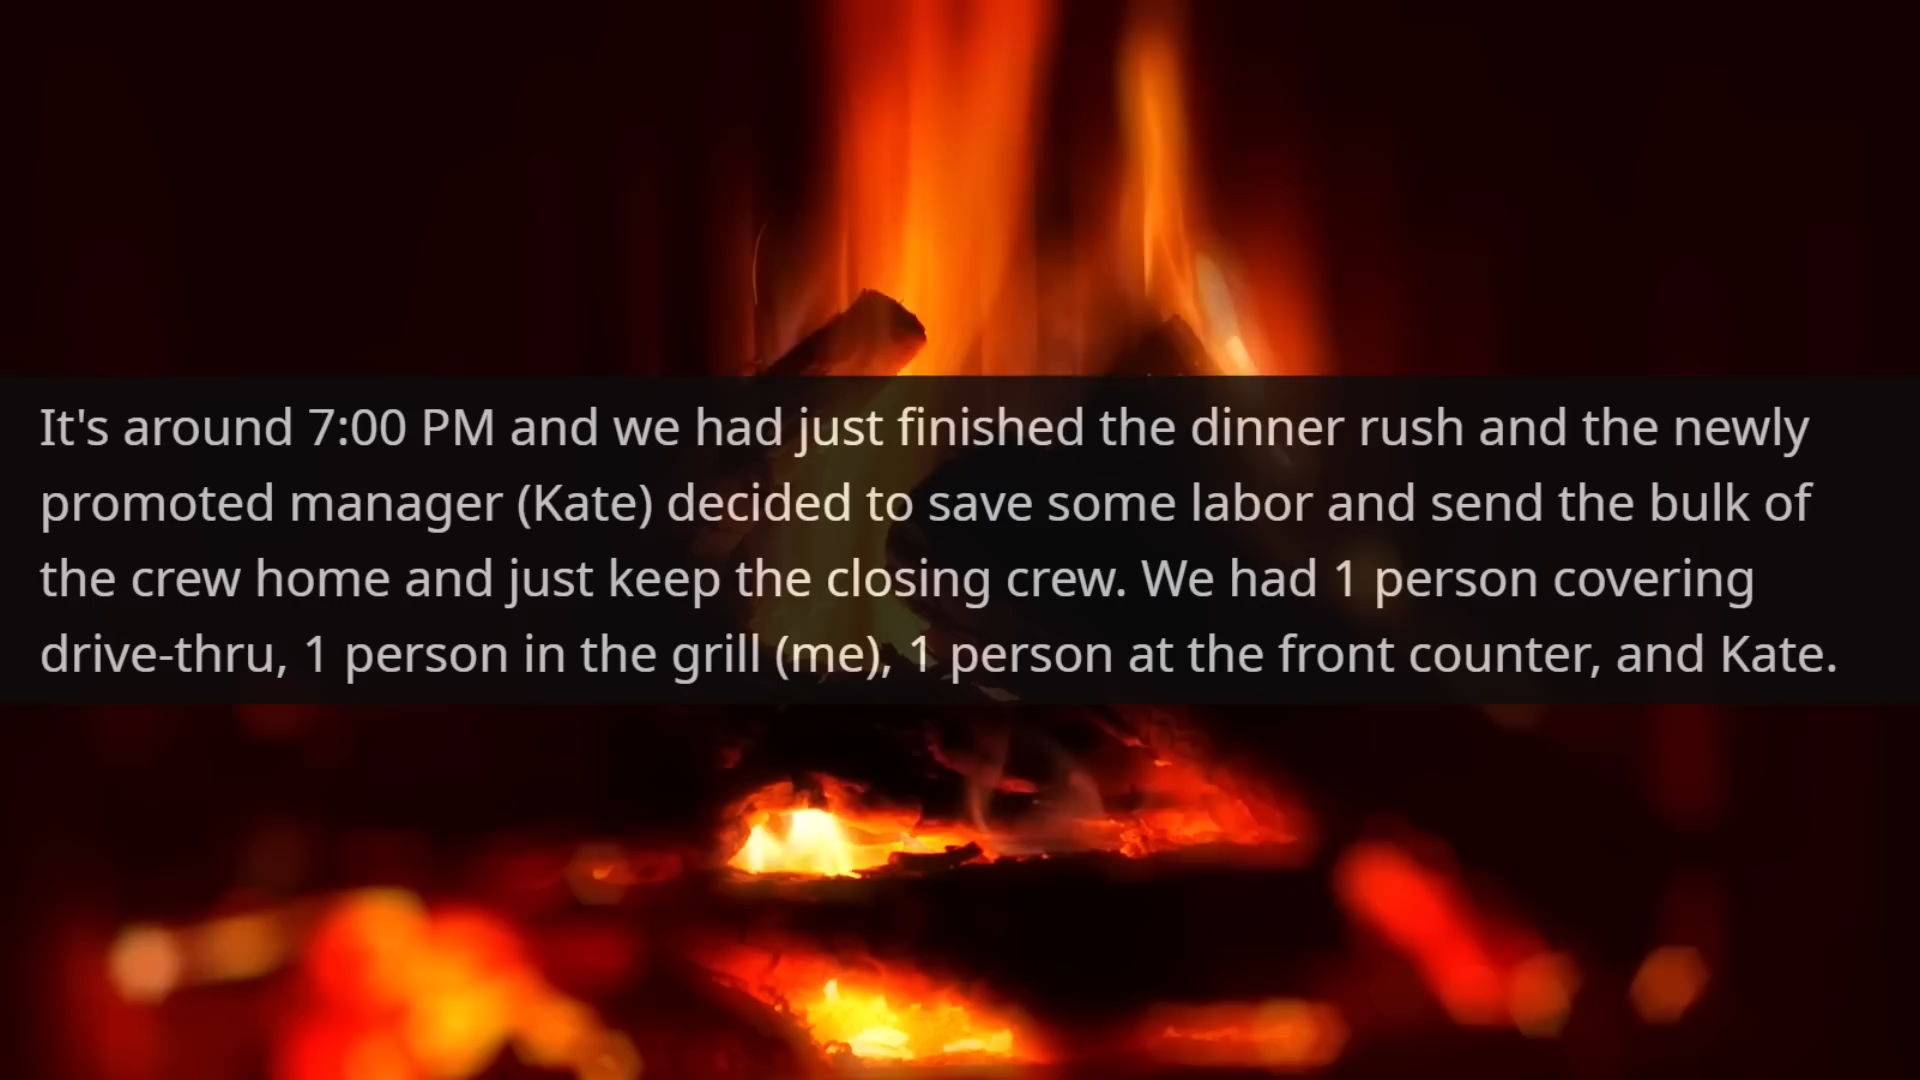 It's around 7:00 PM and we had just finished the dinner rush and the newly
promoted manager (Kate) decided to save some labor and send the bulk of
the crew home and just keep the closing crew. We had 1 person covering
drive-thru, 1 person in the grill (me), 1 person at the front counter, and Kate.